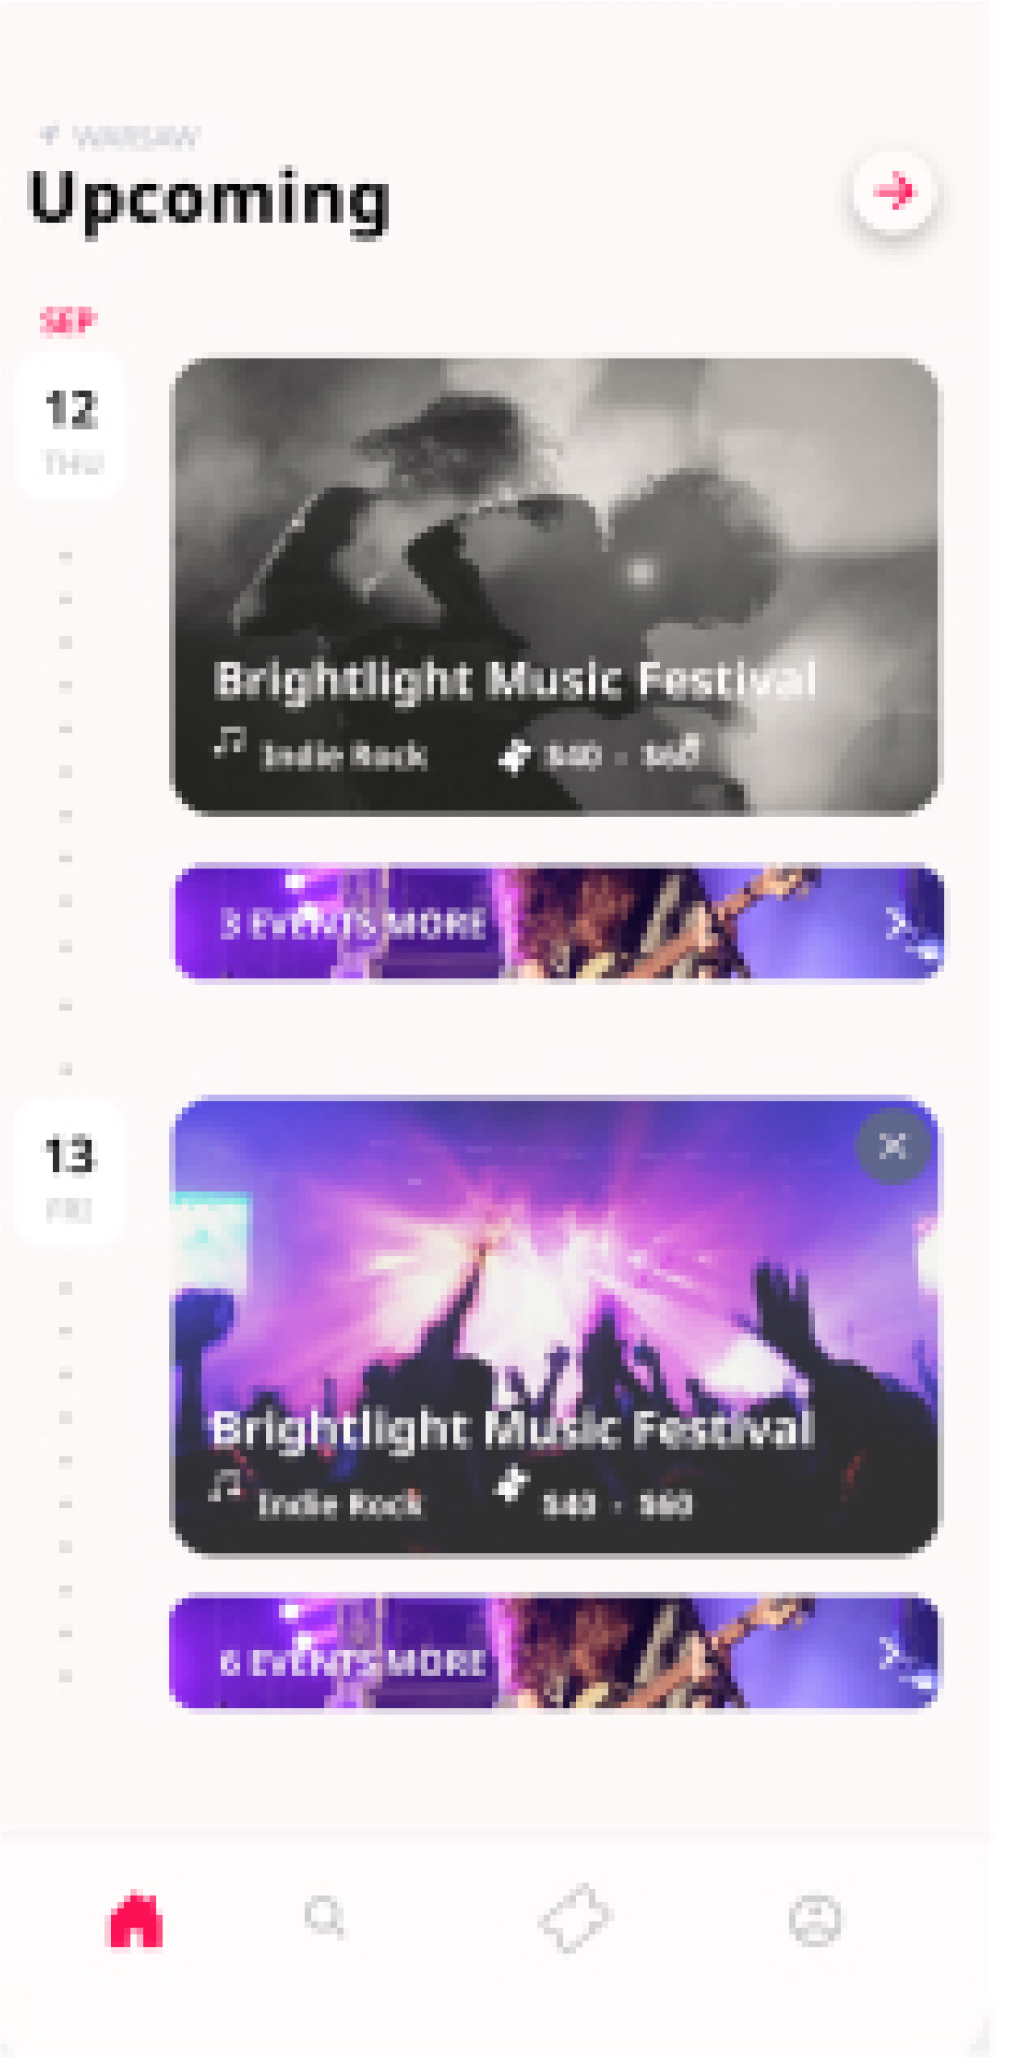 WARSAW
Upcoming
SEP
12
THU
Brightlight Music Festival
Indie Rock $40 - $60
3 EVENTS MORE
13
FRI
Brightlight Music Festival
Indie Rock $40 - $60
6 EVENTS MORE